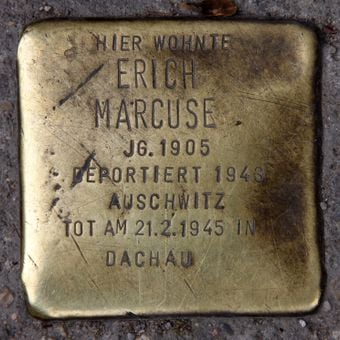 HIER WOHNTE
ERICH
MARCUSE
JG. 1905
DEPORTIERT 1943
AUSCHWITZ
TOT AM 21.2.1945 IN
DACHAU